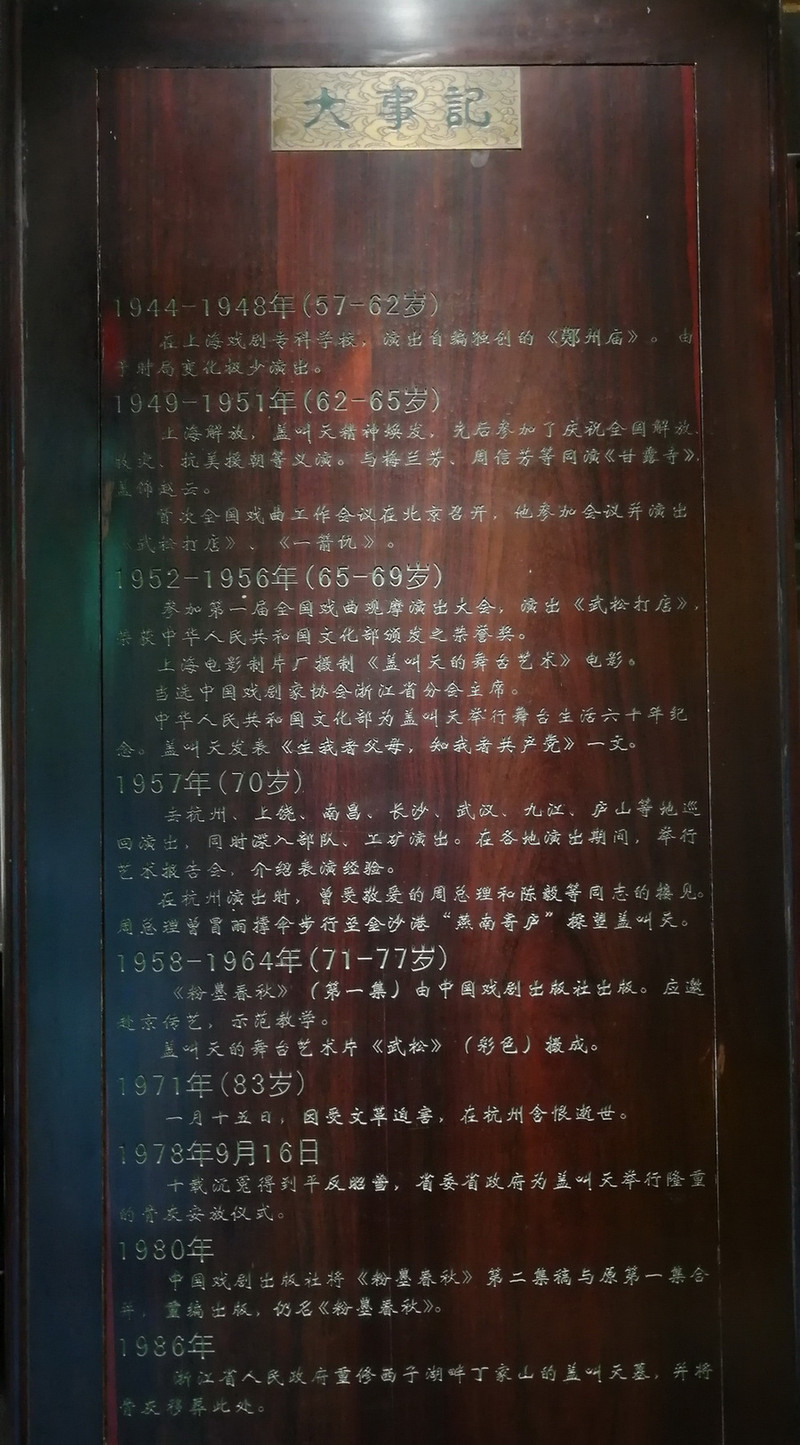 大事記
1944-1948年(57-62岁)
在上海戏剧专科学校，演出自编独创的《鄚州庙》。由
于时局变化极少演出。
1949-1951年(62-65岁)
上海解放，盖叫天精神焕发，先后参加了庆祝全国解放、
救灾、抗美援朝等义演。与梅兰芳、周信芳等同演《甘露寺》，
盖饰赵云。
首次全国戏曲工作会议在北京召开，他参加会议并演出
《武松打店》、《一箭仇》。
1952-1956年(65-69岁)
参加第一届全国戏曲观摩演出大会，演出《武松打店》，
荣获中华人民共和国文化部颁发之荣誉奖。
上海电影制片厂摄制《盖叫天的舞台艺术》电影。
当选中国戏剧家协会浙江省分会主席。
中华人民共和国文化部为盖叫天举行舞台生活六十年纪
念。盖叫天发表《生我者父母，知我者共产党》一文。
1957年(70岁)
去杭州、上饶、南昌、长沙、武汉、九江、庐山等地巡
回演出，同时深入部队、工矿演出。在各地演出期间，举行
艺术报告会，介绍表演经验。
在杭州演出时，曾受敬爱的周总理和陈毅等同志的接见。
周总理曾冒雨撑伞步行至金沙港“燕南寄庐”探望盖叫天。
1958-1964年(71-77岁)
《粉墨春秋》（第一集）由中国戏剧出版社出版。应邀
赴京传艺，示范教学。
盖叫天的舞台艺术片《武松》（彩色）摄成。
1971年(83岁)
一月十五日，因受文革迫害，在杭州含恨逝世。
1978年9月16日
十载沉冤得到平反昭雪，省委省政府为盖叫天举行隆重
的骨灰安放仪式。
1980年
中国戏剧出版社将《粉墨春秋》第二集稿与原第一集合
并，重编出版，仍名《粉墨春秋》。
1986年
浙江省人民政府重修西子湖畔丁家山的盖叫天墓，并将
骨灰移葬此处。